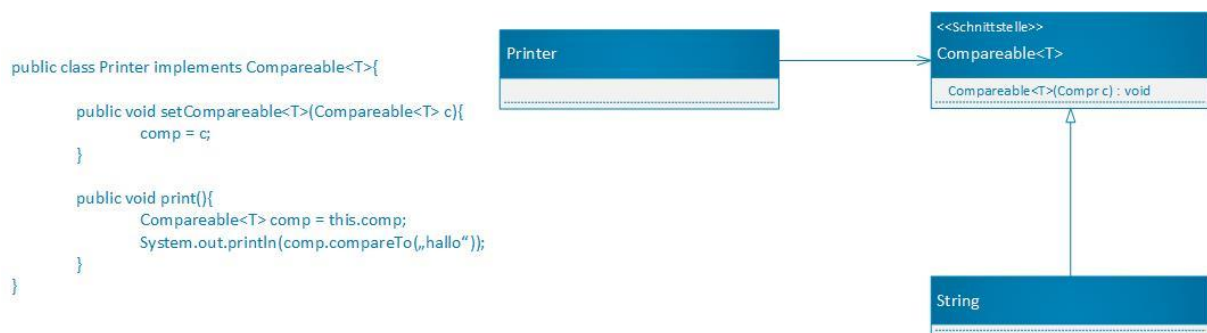 public class Printer implements Compareable<T>{
public void setCompareable<T>(Compareable<T> c){
comp = c;
}
public void print(){
Compareable<T> comp = this.comp;
System.out.println(comp.compareTo(„hallo“));
}
}
Printer
<<Schnittstelle>>
Compareable<T>
Compareable<T>(Compr c) : void
String